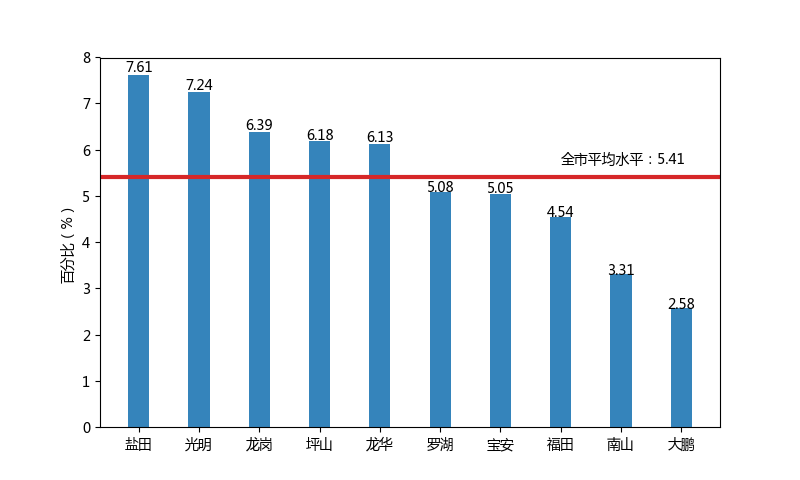 8
7.61
7.24
7
6.39
6.18
6.13
6
全市平均水平：5.41
5.08
5.05
5
4.54
4
3.31
3
2.58
2
1
0
百分比（%）
盐田
光明
龙岗
坪山
龙华
罗湖
宝安
福田
南山
大鹏